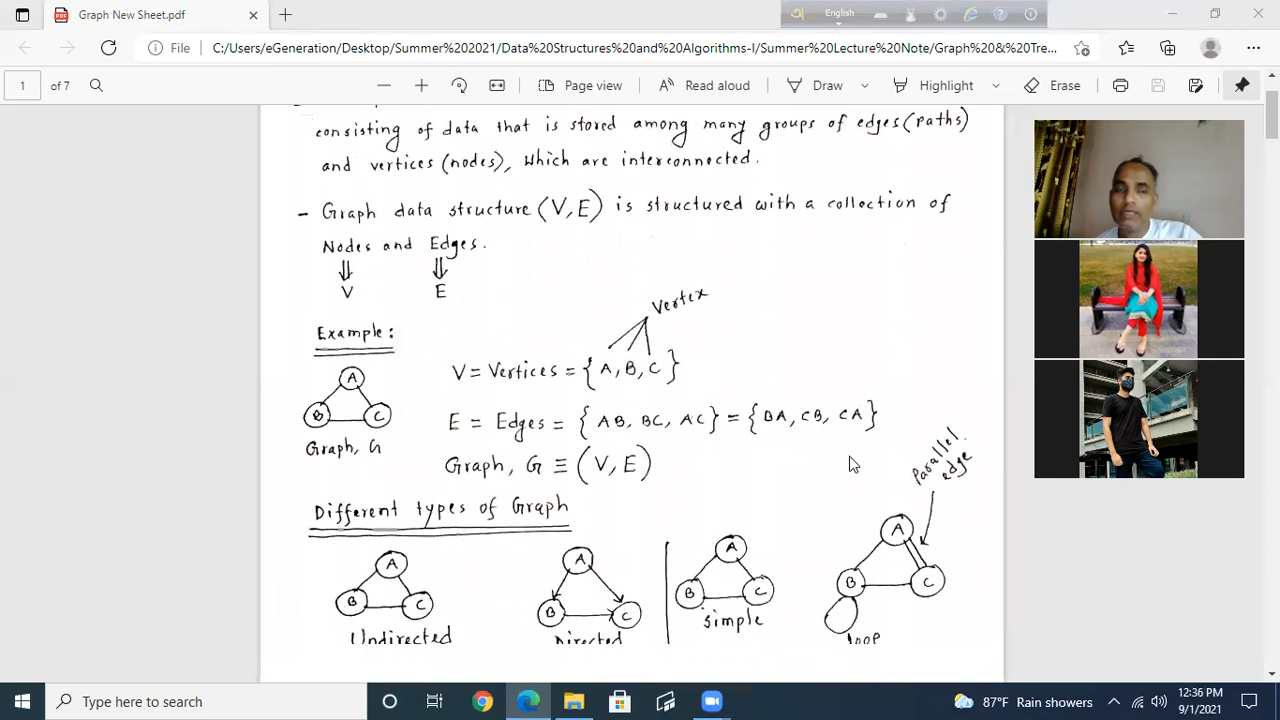 Graph New Sheet.pdf
English
File
C:/Users/eGeneration/Desktop/Summer%202021/Data%20Structures%20and%20Algorithms-I/Summer%20Lecture%20Note/Graph%20&%20Tre...
1 of 7
Page view
Read aloud
Draw
Highlight
Erase
consisting of data that is stored among many groups of edges (paths)
and vertices (nodes), which are interconnected.
- Graph data structure (V, E) is structured with a collection of
Nodes and Edges.
⇓ ⇓
V E
Vertex
Example:
V = Vertices = {A, B, C}
A
B C
E = Edges = {AB, BC, AC} = {BA, CB, CA}
Graph, G
Graph, G ≡ (V, E)
Parallel edge
Different types of Graph
A A A A
B C B C B C B C
Undirected Directed simple loop
Type here to search
87°F Rain showers
12:36 PM
9/1/2021